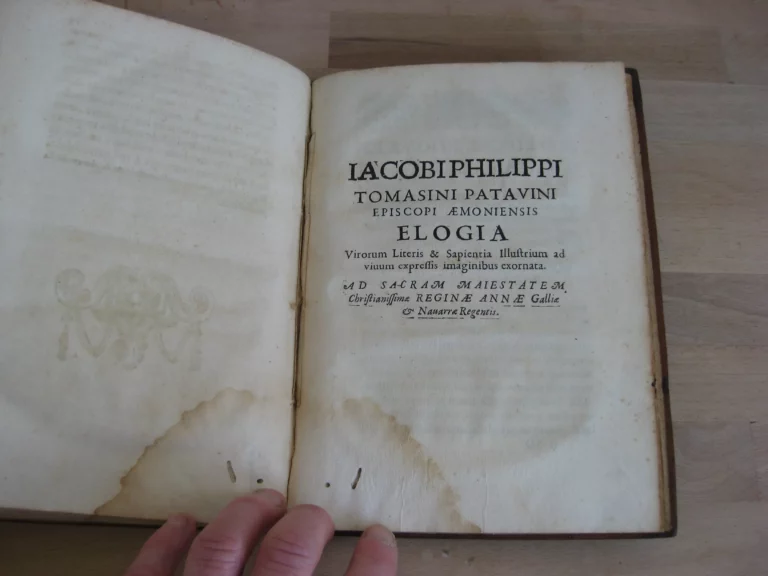 IACOBI PHILIPPI
TOMASINI PATAVINI
EPISCOPI ÆMONIENSIS
ELOGIA
Virorum Literis & Sapientia Illuſtrium ad
viuum expreſſis imaginibus exornata.
AD SACRAM MAIESTATEM
Chriſtianiſſimæ REGINÆ ANNÆ Galliæ
& Nauarræ Regentis.